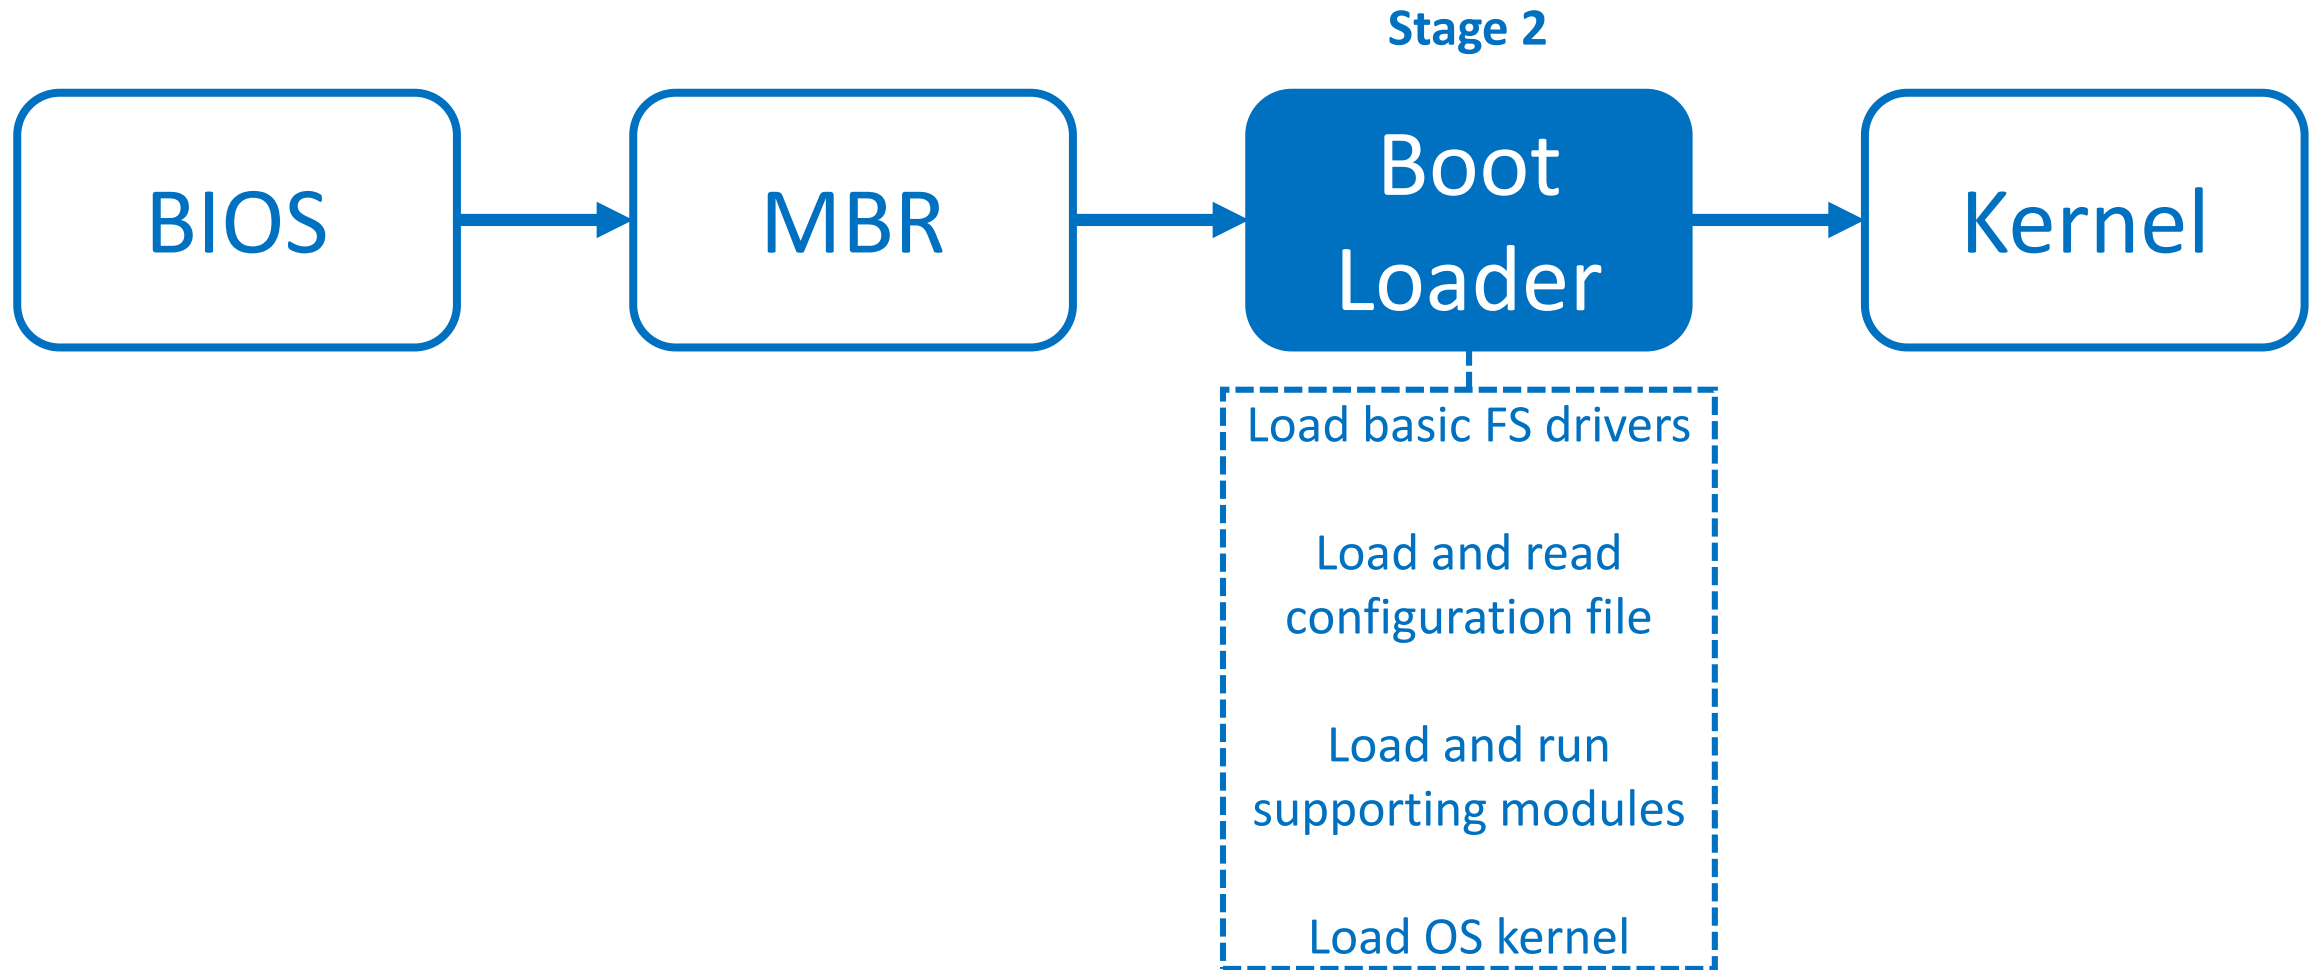 Stage 2
BIOS
MBR
Boot
Loader
Kernel
Load basic FS drivers
Load and read
configuration file
Load and run
supporting modules
Load OS kernel